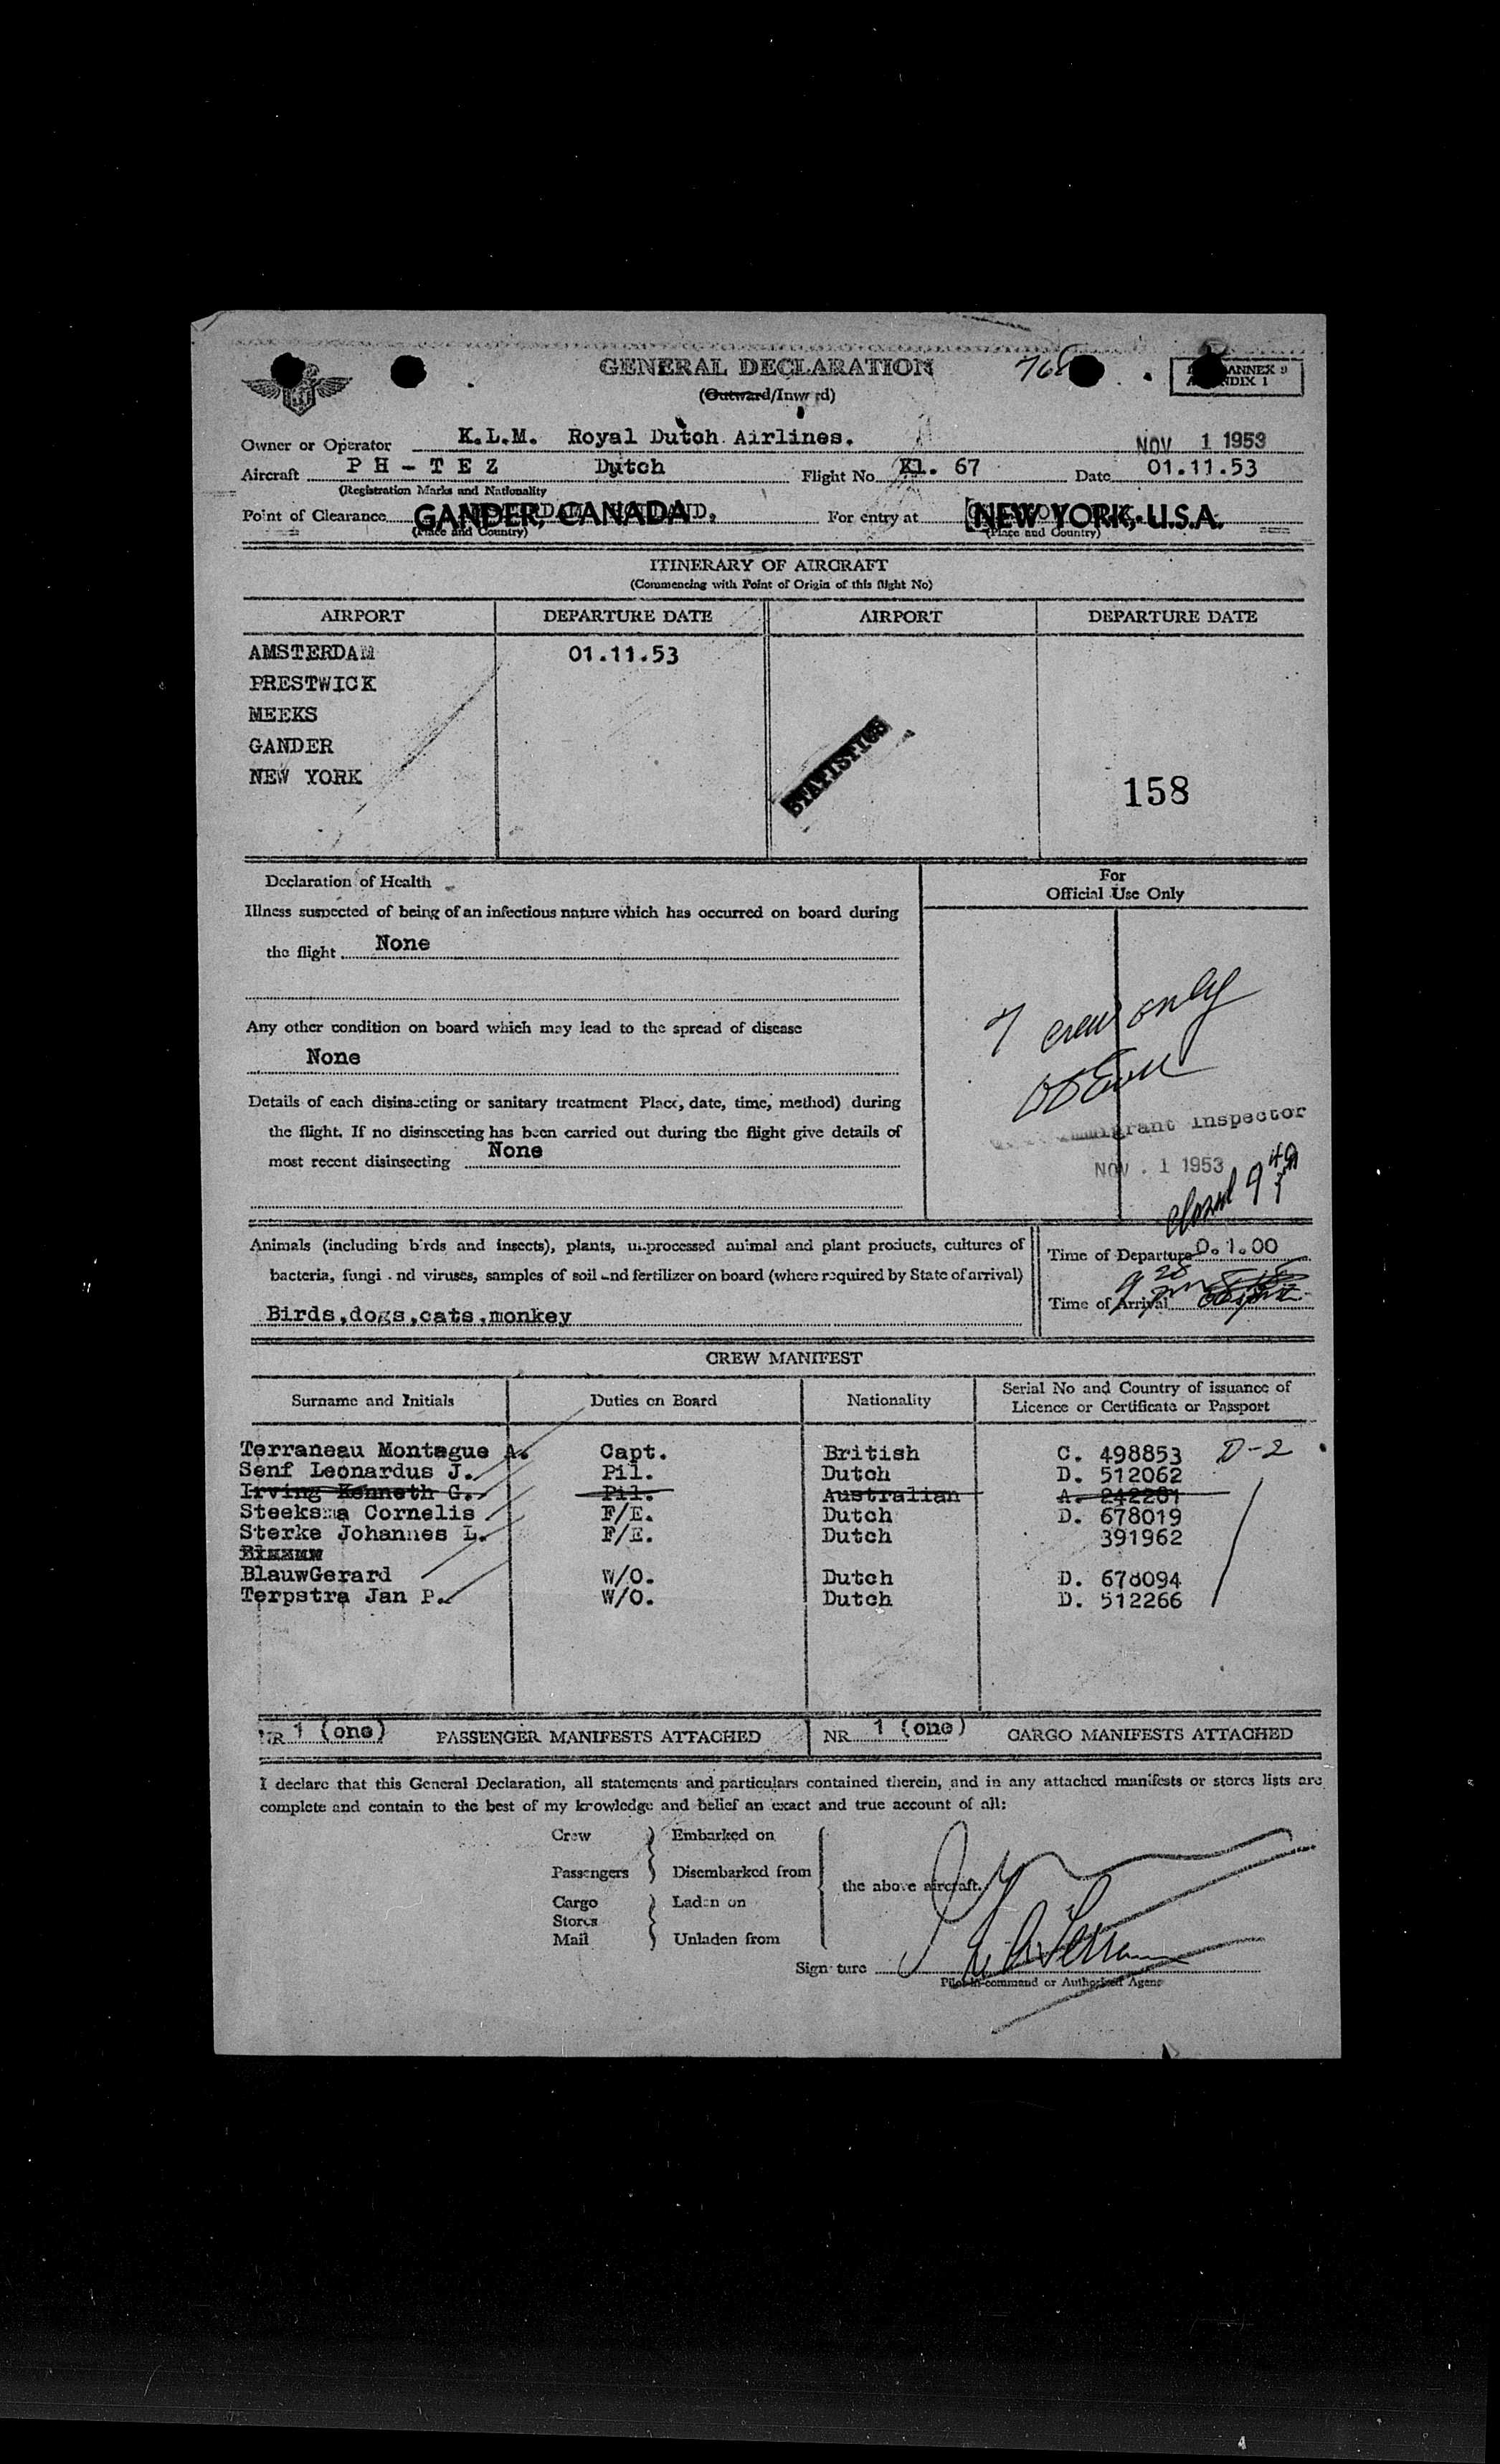 GENERAL DECLARATION
(Outward/Inward)
ANNEX 9
Owner or Operator K.L.M. Royal Dutch Airlines.
NOV 1 1953
Aircraft PH-TEZ Dutch Flight No. Kl. 67 Date 01.11.53
(Registration Marks and Nationality
Point of Clearance GANDER, CANADA For entry at NEW YORK, U.S.A.
(Place and Country) (Place and Country)
ITINERARY OF AIRCRAFT
(Commencing with Point of Origin of this flight No)
AIRPORT DEPARTURE DATE AIRPORT DEPARTURE DATE
AMSTERDAM 01.11.53
PRESTWICK
MEEKS
GANDER
NEW YORK
STATISTICS
158
Declaration of Health
For
Official Use Only
Illness suspected of being of an infectious nature which has occurred on board during
the flight None
Any other condition on board which may lead to the spread of disease
None
7 crew only
Details of each disinsecting or sanitary treatment Place, date, time, method) during
the flight. If no disinsecting has been carried out during the flight give details of
most recent disinsecting None
Immigrant Inspector
NOV. 1 1953
closed 9 49
Animals (including birds and insects), plants, unprocessed animal and plant products, cultures of
bacteria, fungi and viruses, samples of soil and fertilizer on board (where required by State of arrival)
Birds,dogs,cats,monkey
Time of Departure 0.1.00
Time of Arrival 9 28
CREW MANIFEST
Surname and Initials Duties on Board Nationality Serial No and Country of issuance of
Licence or Certificate or Passport
Terraneau Montague A. Capt. British C. 498853 D-2
Senf Leonardus J. Pil. Dutch D. 512062
Irving Kenneth G. Pil. Australian A. 242281
Steeksma Cornelis F/E. Dutch D. 678019
Sterke Johannes L. F/E. Dutch 391962
BlauwGerard W/O. Dutch D. 678094
Terpstra Jan P. W/O. Dutch D. 512266
NR 1 (one) PASSENGER MANIFESTS ATTACHED NR 1 (one) CARGO MANIFESTS ATTACHED
I declare that this General Declaration, all statements and particulars contained therein, and in any attached manifests or stores lists are
complete and contain to the best of my knowledge and belief an exact and true account of all:
Crew Embarked on
Passengers Disembarked from
the above aircraft.
Cargo Laden on
Stores
Mail Unladen from
Signature
Pilot-in-command or Authorized Agent